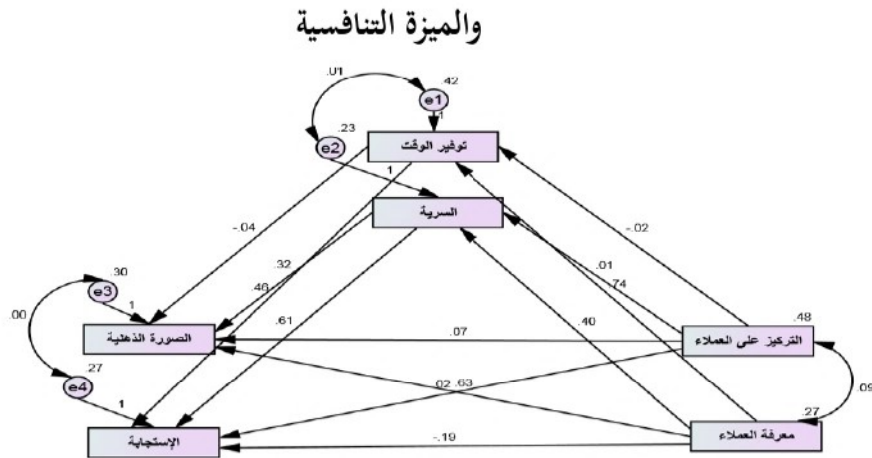 والميزة التنافسية
.01
.42
e1
1
.23
e2
توفير الوقت
1
السرية
-.04
-.02
.32
.46
.01
.74
.30
e3
1
.00
.61
.40
.48
الصورة الذهنية
.07
التركيز على العملاء
.27
e4
.02
.63
.09
1
.27
الإستجابة
-.19
معرفة العملاء